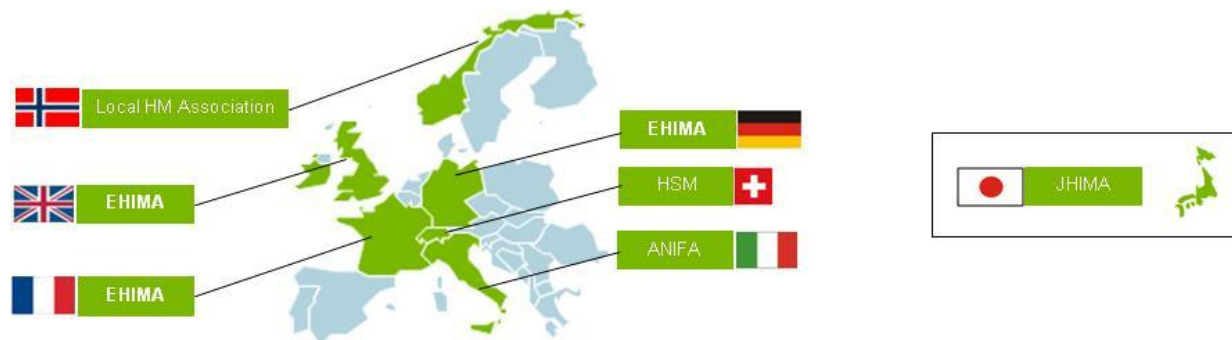 Local HM Association
EHIMA
EHIMA
EHIMA
HSM
ANIFA
JHIMA